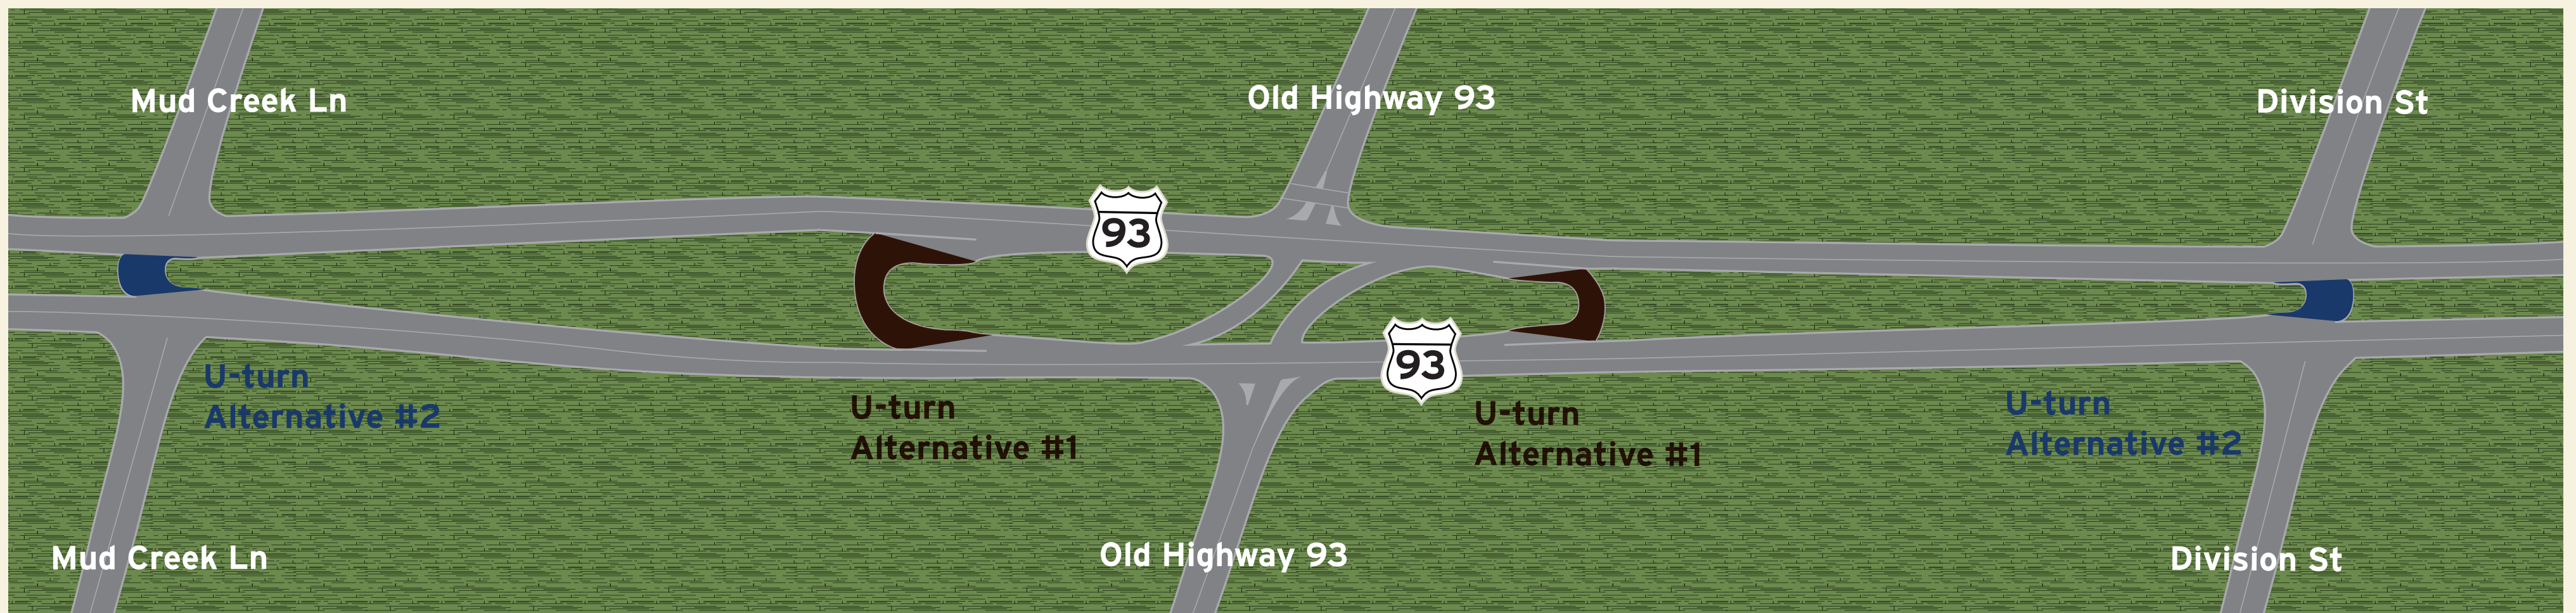 Mud Creek Ln
Old Highway 93
Division St
93
93
U-turn
Alternative #2
U-turn
Alternative #1
U-turn
Alternative #1
U-turn
Alternative #2
Mud Creek Ln
Old Highway 93
Division St